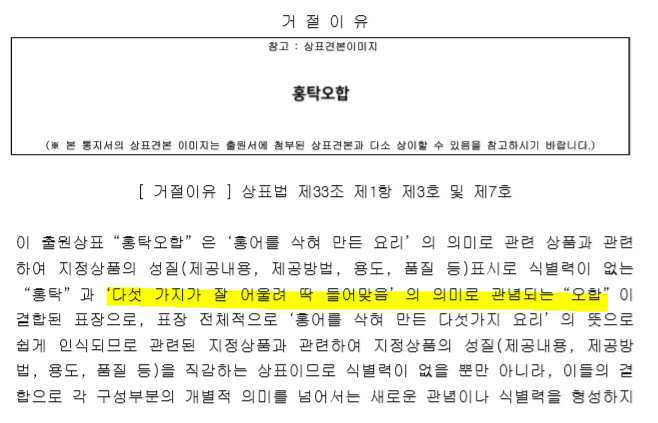 거 절 이 유
참고 : 상표견본이미지
홍탁오합
(※ 본 통지서의 상표견본 이미지는 출원서에 첨부된 상표견본과 다소 상이할 수 있음을 참고하시기 바랍니다.)
[ 거절이유 ] 상표법 제33조 제1항 제3호 및 제7호
이 출원상표 “홍탁오합” 은 ‘홍어를 삭혀 만든 요리’ 의 의미로 관련 상품과 관련
하여 지정상품의 성질(제공내용, 제공방법, 용도, 품질 등)표시로 식별력이 없는
“홍탁” 과 ‘다섯 가지가 잘 어울려 딱 들어맞음’ 의 의미로 관념되는 “오합” 이
결합된 표장으로, 표장 전체적으로 ‘홍어를 삭혀 만든 다섯가지 요리’ 의 뜻으로
쉽게 인식되므로 관련된 지정상품과 관련하여 지정상품의 성질(제공내용, 제공방
법, 용도, 품질 등)을 직감하는 상표이므로 식별력이 없을 뿐만 아니라, 이들의 결
합으로 각 구성부분의 개별적 의미를 넘어서는 새로운 관념이나 식별력을 형성하지